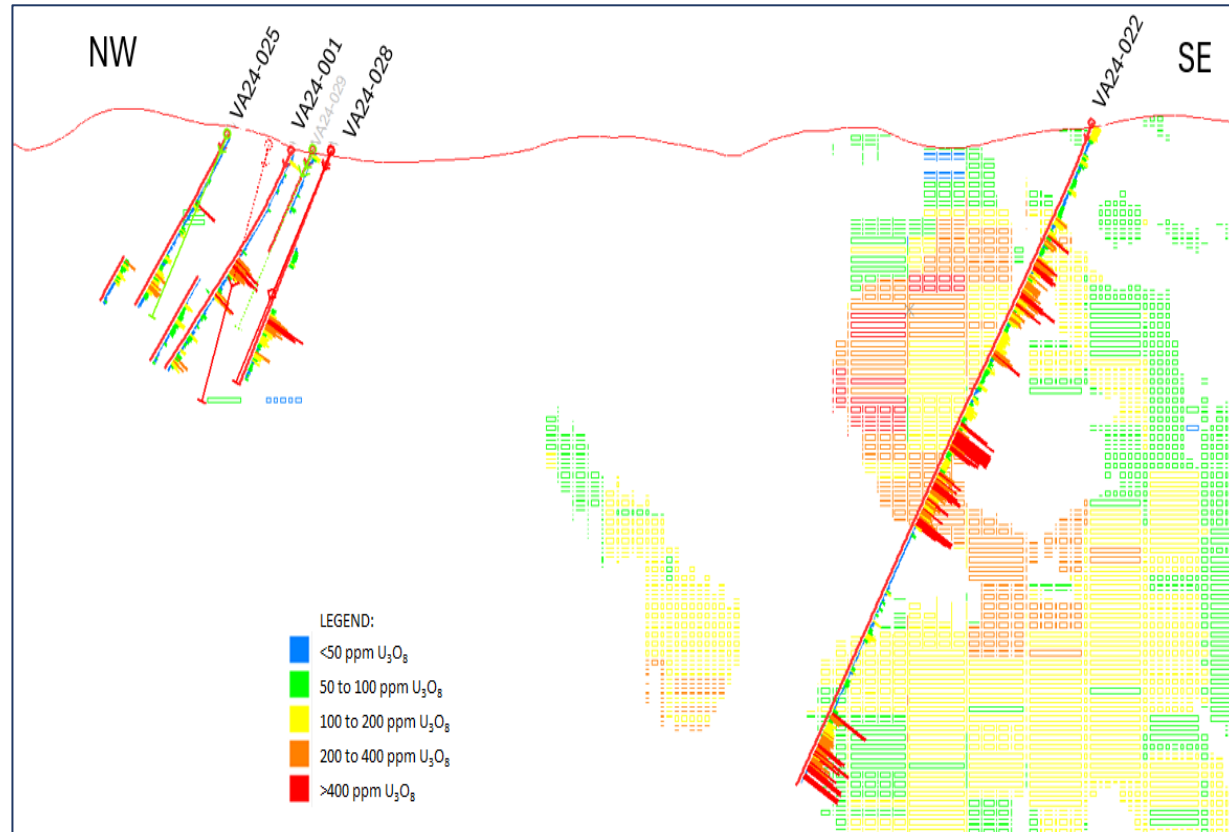 NW
VA24-025
VA24-001
VA24-029
VA24-028
VA24-022
SE
LEGEND:
<50 ppm U₃O₈
50 to 100 ppm U₃O₈
100 to 200 ppm U₃O₈
200 to 400 ppm U₃O₈
>400 ppm U₃O₈